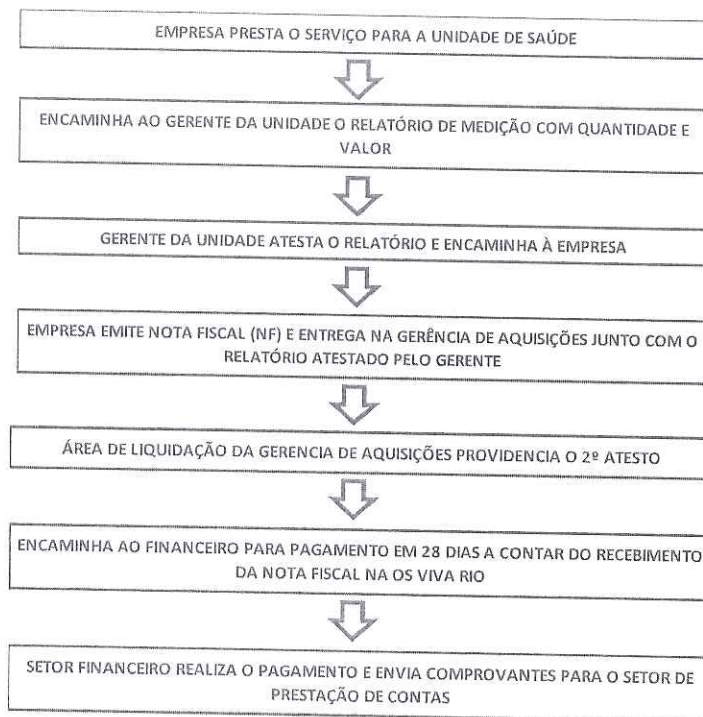 EMPRESA PRESTA O SERVIÇO PARA A UNIDADE DE SAÚDE
ENCAMINHA AO GERENTE DA UNIDADE O RELATÓRIO DE MEDIÇÃO COM QUANTIDADE E
VALOR
GERENTE DA UNIDADE ATESTA O RELATÓRIO E ENCAMINHA À EMPRESA
EMPRESA EMITE NOTA FISCAL (NF) E ENTREGA NA GERÊNCIA DE AQUISIÇÕES JUNTO COM O
RELATÓRIO ATESTADO PELO GERENTE
ÁREA DE LIQUIDAÇÃO DA GERENCIA DE AQUISIÇÕES PROVIDENCIA O 2º ATESTO
ENCAMINHA AO FINANCEIRO PARA PAGAMENTO EM 28 DIAS A CONTAR DO RECEBIMENTO
DA NOTA FISCAL NA OS VIVA RIO
SETOR FINANCEIRO REALIZA O PAGAMENTO E ENVIA COMPROVANTES PARA O SETOR DE
PRESTAÇÃO DE CONTAS